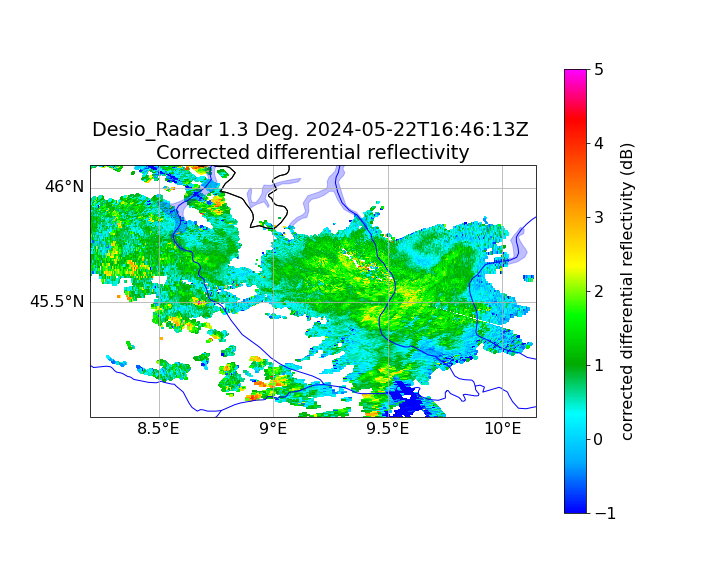 Desio_Radar 1.3 Deg. 2024-05-22T16:46:13Z
Corrected differential reflectivity
46°N
45.5°N
8.5°E
9°E
9.5°E
10°E
5
4
3
2
1
0
−1
corrected differential reflectivity (dB)